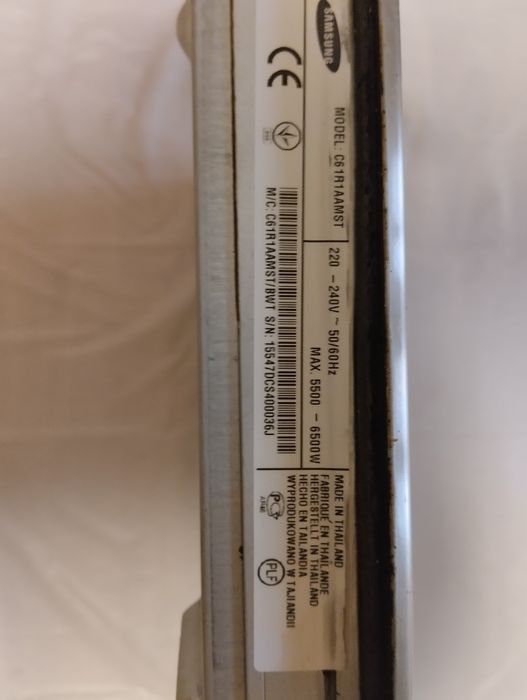 SAMSUNG
MODEL: C61R1AAMST
220 - 240V ~ 50/60Hz
MAX. 5500 - 6500W
CE
M/C: C61R1AAMST/BWT S/N: 15547DCS400036J
MADE IN THAILAND
FABRIQUÉ EN THAÏLANDE
HERGESTELLT IN THAILAND
HECHO EN TAILANDIA
WYPRODUKOWANO W TAJLANDII
PLF